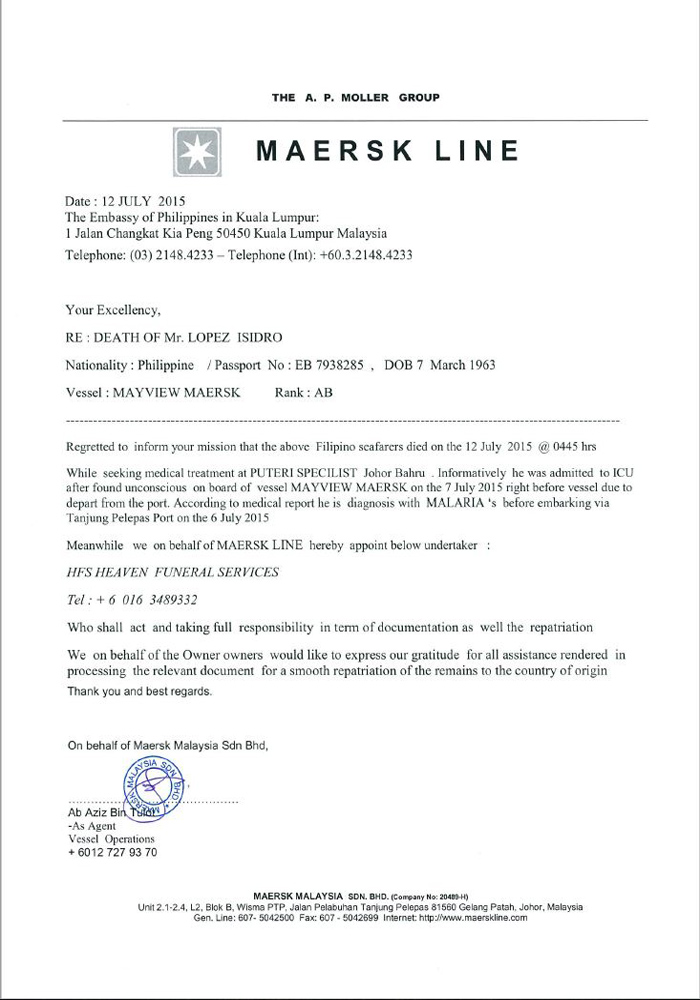 THE A. P. MOLLER GROUP
MAERSK LINE
Date : 12 JULY 2015
The Embassy of Philippines in Kuala Lumpur:
1 Jalan Changkat Kia Peng 50450 Kuala Lumpur Malaysia
Telephone: (03) 2148.4233 – Telephone (Int): +60.3.2148.4233
Your Excellency,
RE : DEATH OF Mr. LOPEZ ISIDRO
Nationality : Philippine / Passport No : EB 7938285 , DOB 7 March 1963
Vessel : MAYVIEW MAERSK Rank : AB
Regretted to inform your mission that the above Filipino seafarers died on the 12 July 2015 @ 0445 hrs
While seeking medical treatment at PUTERI SPECILIST Johor Bahru . Informatively he was admitted to ICU
after found unconscious on board of vessel MAYVIEW MAERSK on the 7 July 2015 right before vessel due to
depart from the port. According to medical report he is diagnosis with MALARIA 's before embarking via
Tanjung Pelepas Port on the 6 July 2015
Meanwhile we on behalf of MAERSK LINE hereby appoint below undertaker :
HFS HEAVEN FUNERAL SERVICES
Tel : + 6 016 3489332
Who shall act and taking full responsibility in term of documentation as well the repatriation
We on behalf of the Owner owners would like to express our gratitude for all assistance rendered in
processing the relevant document for a smooth repatriation of the remains to the country of origin
Thank you and best regards.
On behalf of Maersk Malaysia Sdn Bhd,
MAERSK MALAYSIA SDN BHD
Ab Aziz Bin
-As Agent
Vessel Operations
+ 6012 727 93 70
MAERSK MALAYSIA SDN. BHD. (Company No: 20489-H)
Unit 2.1-2.4, L2, Blok B, Wisma PTP, Jalan Pelabuhan Tanjung Pelepas 81560 Gelang Patah, Johor, Malaysia
Gen. Line: 607- 5042500 Fax: 607 - 5042699 Internet: http://www.maerskline.com